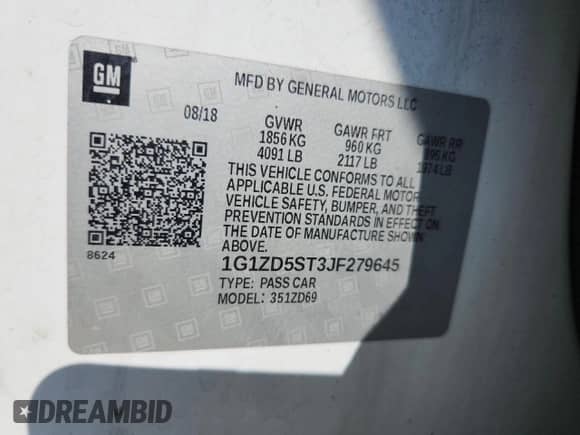 GM
MFD BY GENERAL MOTORS LLC
08/18
GVWR GAWR FRT GAWR RR
1856 KG 960 KG 895 KG
4091 LB 2117 LB 1974 LB
THIS VEHICLE CONFORMS TO ALL
APPLICABLE U.S. FEDERAL MOTOR
VEHICLE SAFETY, BUMPER, AND THEFT
PREVENTION STANDARDS IN EFFECT ON
THE DATE OF MANUFACTURE SHOWN
ABOVE.
8624
1G1ZD5ST3JF279645
TYPE: PASS CAR
MODEL: 351ZD69
DREAMBID